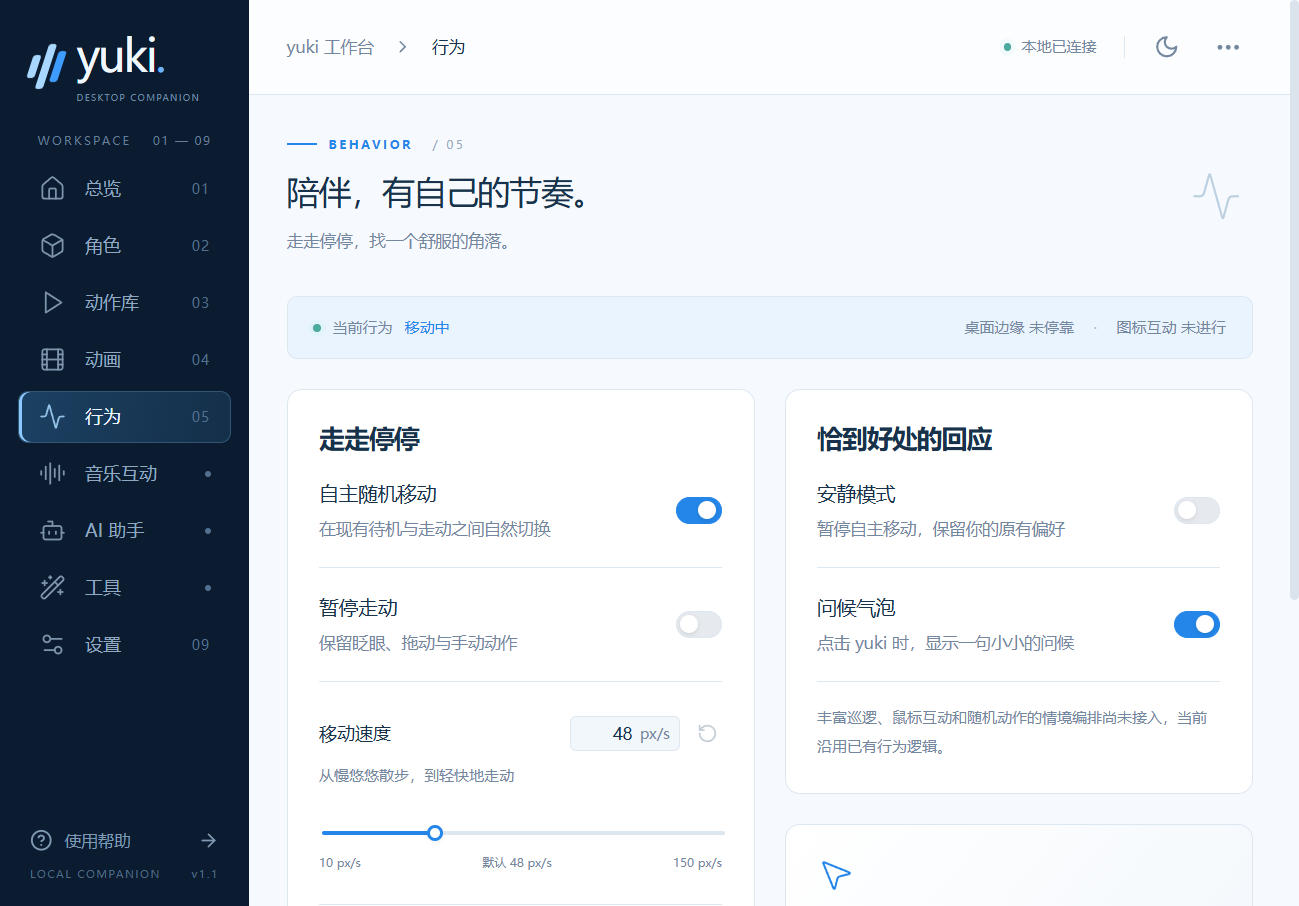 yuki.
DESKTOP COMPANION
WORKSPACE 01 — 09
总览 01
角色 02
动作库 03
动画 04
行为 05
音乐互动
AI 助手
工具
设置 09
使用帮助
LOCAL COMPANION v1.1
yuki 工作台 > 行为
本地已连接
BEHAVIOR / 05
陪伴，有自己的节奏。
走走停停，找一个舒服的角落。
当前行为 移动中
桌面边缘 未停靠 · 图标互动 未进行
走走停停
自主随机移动
在现有待机与走动之间自然切换
暂停走动
保留眨眼、拖动与手动动作
移动速度 48 px/s
从慢悠悠散步，到轻快地走动
10 px/s 默认 48 px/s 150 px/s
恰到好处的回应
安静模式
暂停自主移动，保留你的原有偏好
问候气泡
点击 yuki 时，显示一句小小的问候
丰富巡逻、鼠标互动和随机动作的情境编排尚未接入，当前
沿用已有行为逻辑。